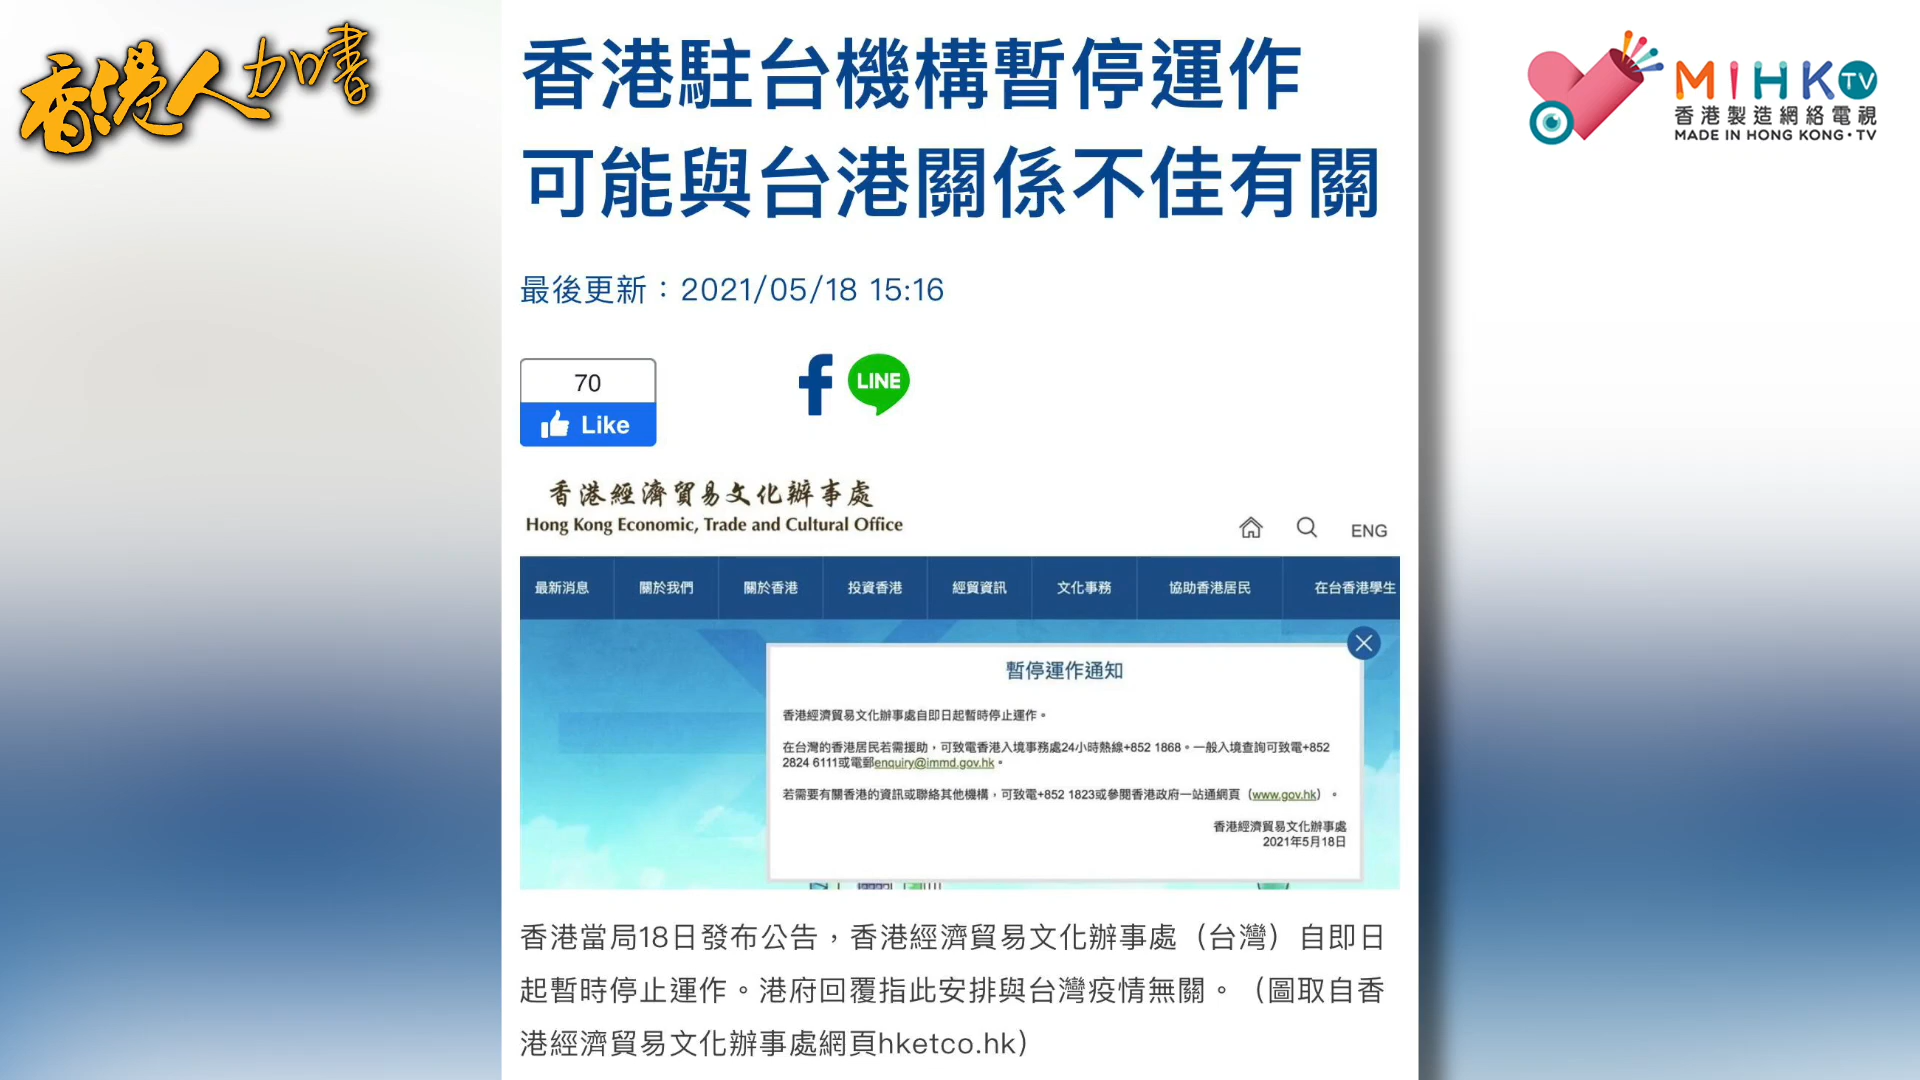 香港人加嘥
香港駐台機構暫停運作
可能與台港關係不佳有關
MIHK TV
香港製造網絡電視
MADE IN HONG KONG·TV
最後更新：2021/05/18 15:16
70
Like
f
LINE
香港經濟貿易文化辦事處
Hong Kong Economic, Trade and Cultural Office
ENG
最新消息 關於我們 關於香港 投資香港 經貿資訊 文化事務 協助香港居民 在台香港學生
暫停運作通知
香港經濟貿易文化辦事處自即日起暫時停止運作。
在台灣的香港居民若需援助，可致電香港入境事務處24小時熱線+852 1868。一般入境查詢可致電+852
2824 6111或電郵enquiry@immd.gov.hk。
若需要有關香港的資訊或聯絡其他機構，可致電+852 1823或參閱香港政府一站通網頁（www.gov.hk）。
香港經濟貿易文化辦事處
2021年5月18日
香港當局18日發布公告，香港經濟貿易文化辦事處（台灣）自即日
起暫時停止運作。港府回覆指此安排與台灣疫情無關。（圖取自香
港經濟貿易文化辦事處網頁hketco.hk）